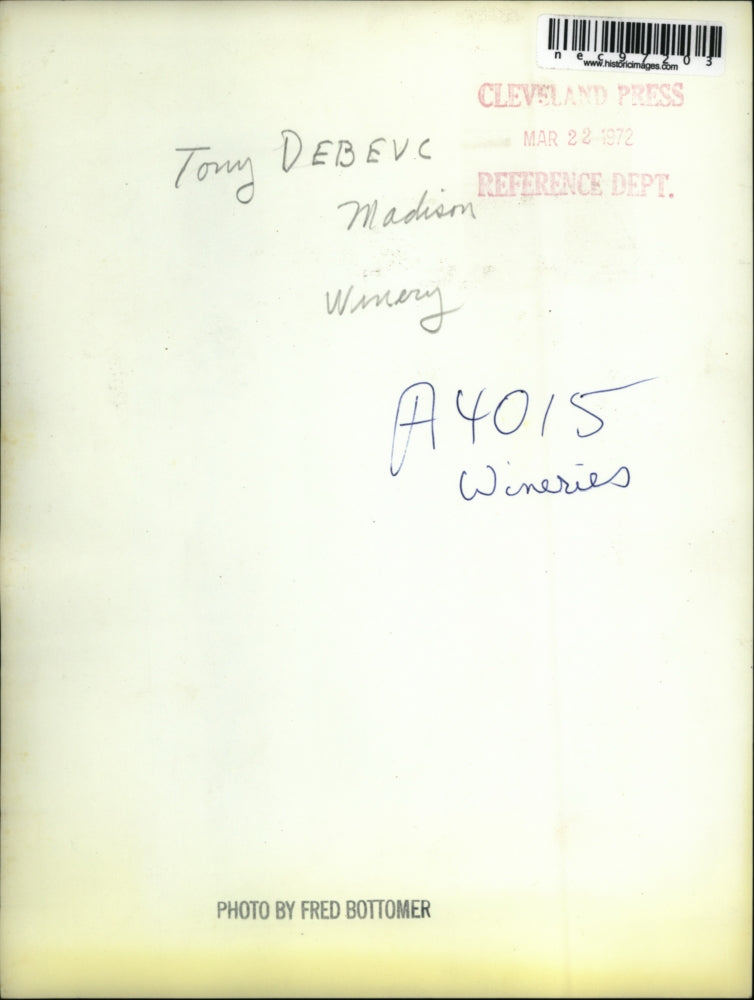 nec97203
www.historicimages.com
CLEVELAND PRESS
MAR 22 1972
REFERENCE DEPT.
Tony DEBEVC
Madison
Winery
A4015
Wineries
PHOTO BY FRED BOTTOMER